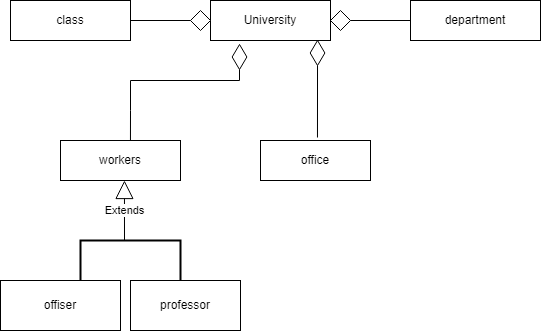 class
University
department
workers
office
Extends
offiser
professor